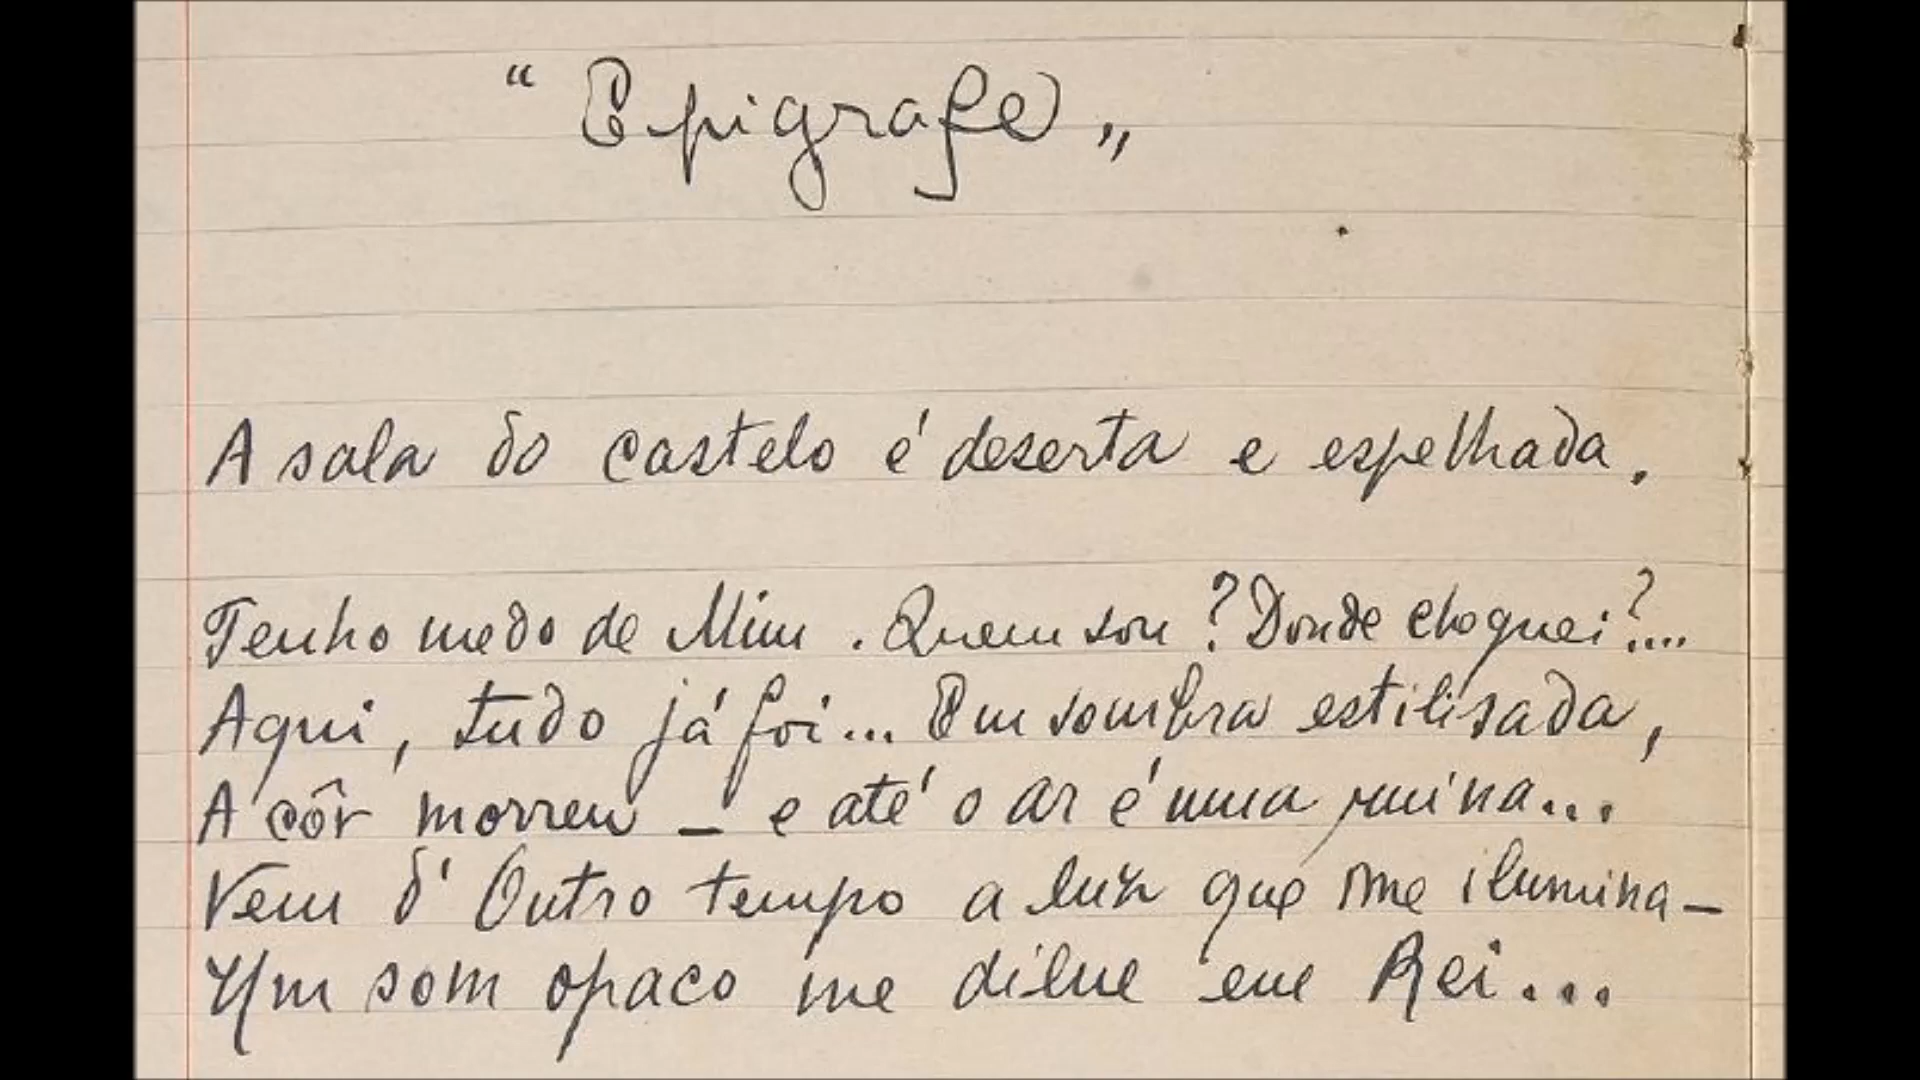 “ Epigrafe „
A sala do castelo é deserta e espelhada.
Tenho medo de Mim. Quem sou? Donde cheguei?...
Aqui, tudo já foi... Em sombra estilisada,
A côr morreu – e até o ar é uma ruína...
Vem d'Outro tempo a luz que me ilumina –
Um som opaco me dilue em Rei...